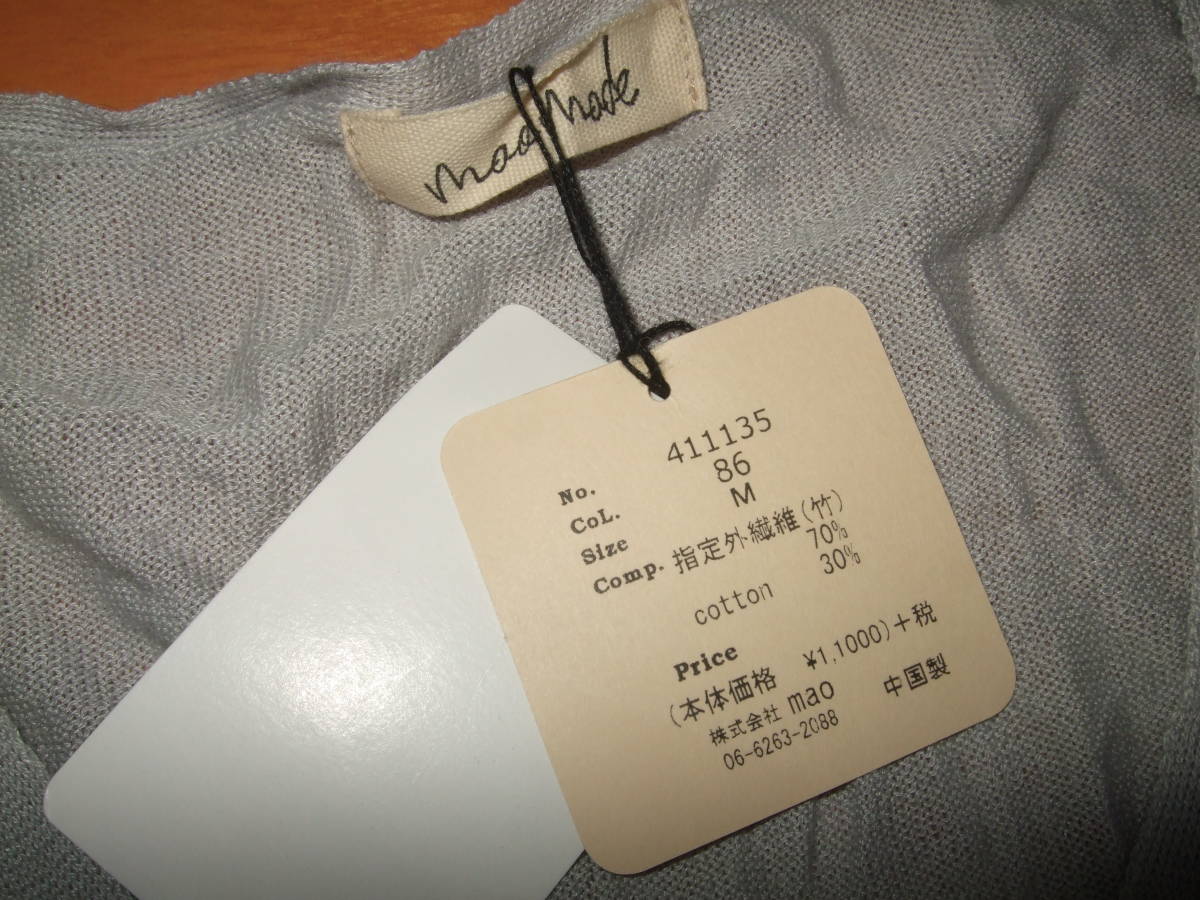 mao made
411135
No. 86
CoL. M
Size
Comp. 指定外繊維(竹)
70%
cotton 30%
Price
(本体価格 ¥1,1000)+税
株式会社 mao 中国製
06-6263-2088